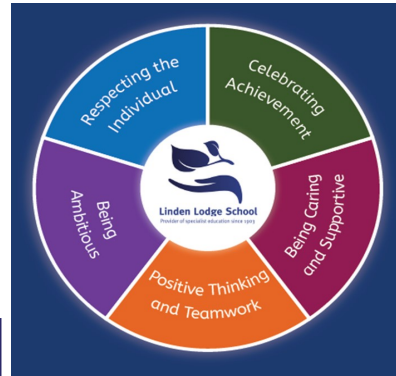 Respecting the
Individual
Celebrating
Achievement
Being Caring
and Supportive
Positive Thinking
and Teamwork
Being
Ambitious
Linden Lodge School
Provider of specialist education since 1903